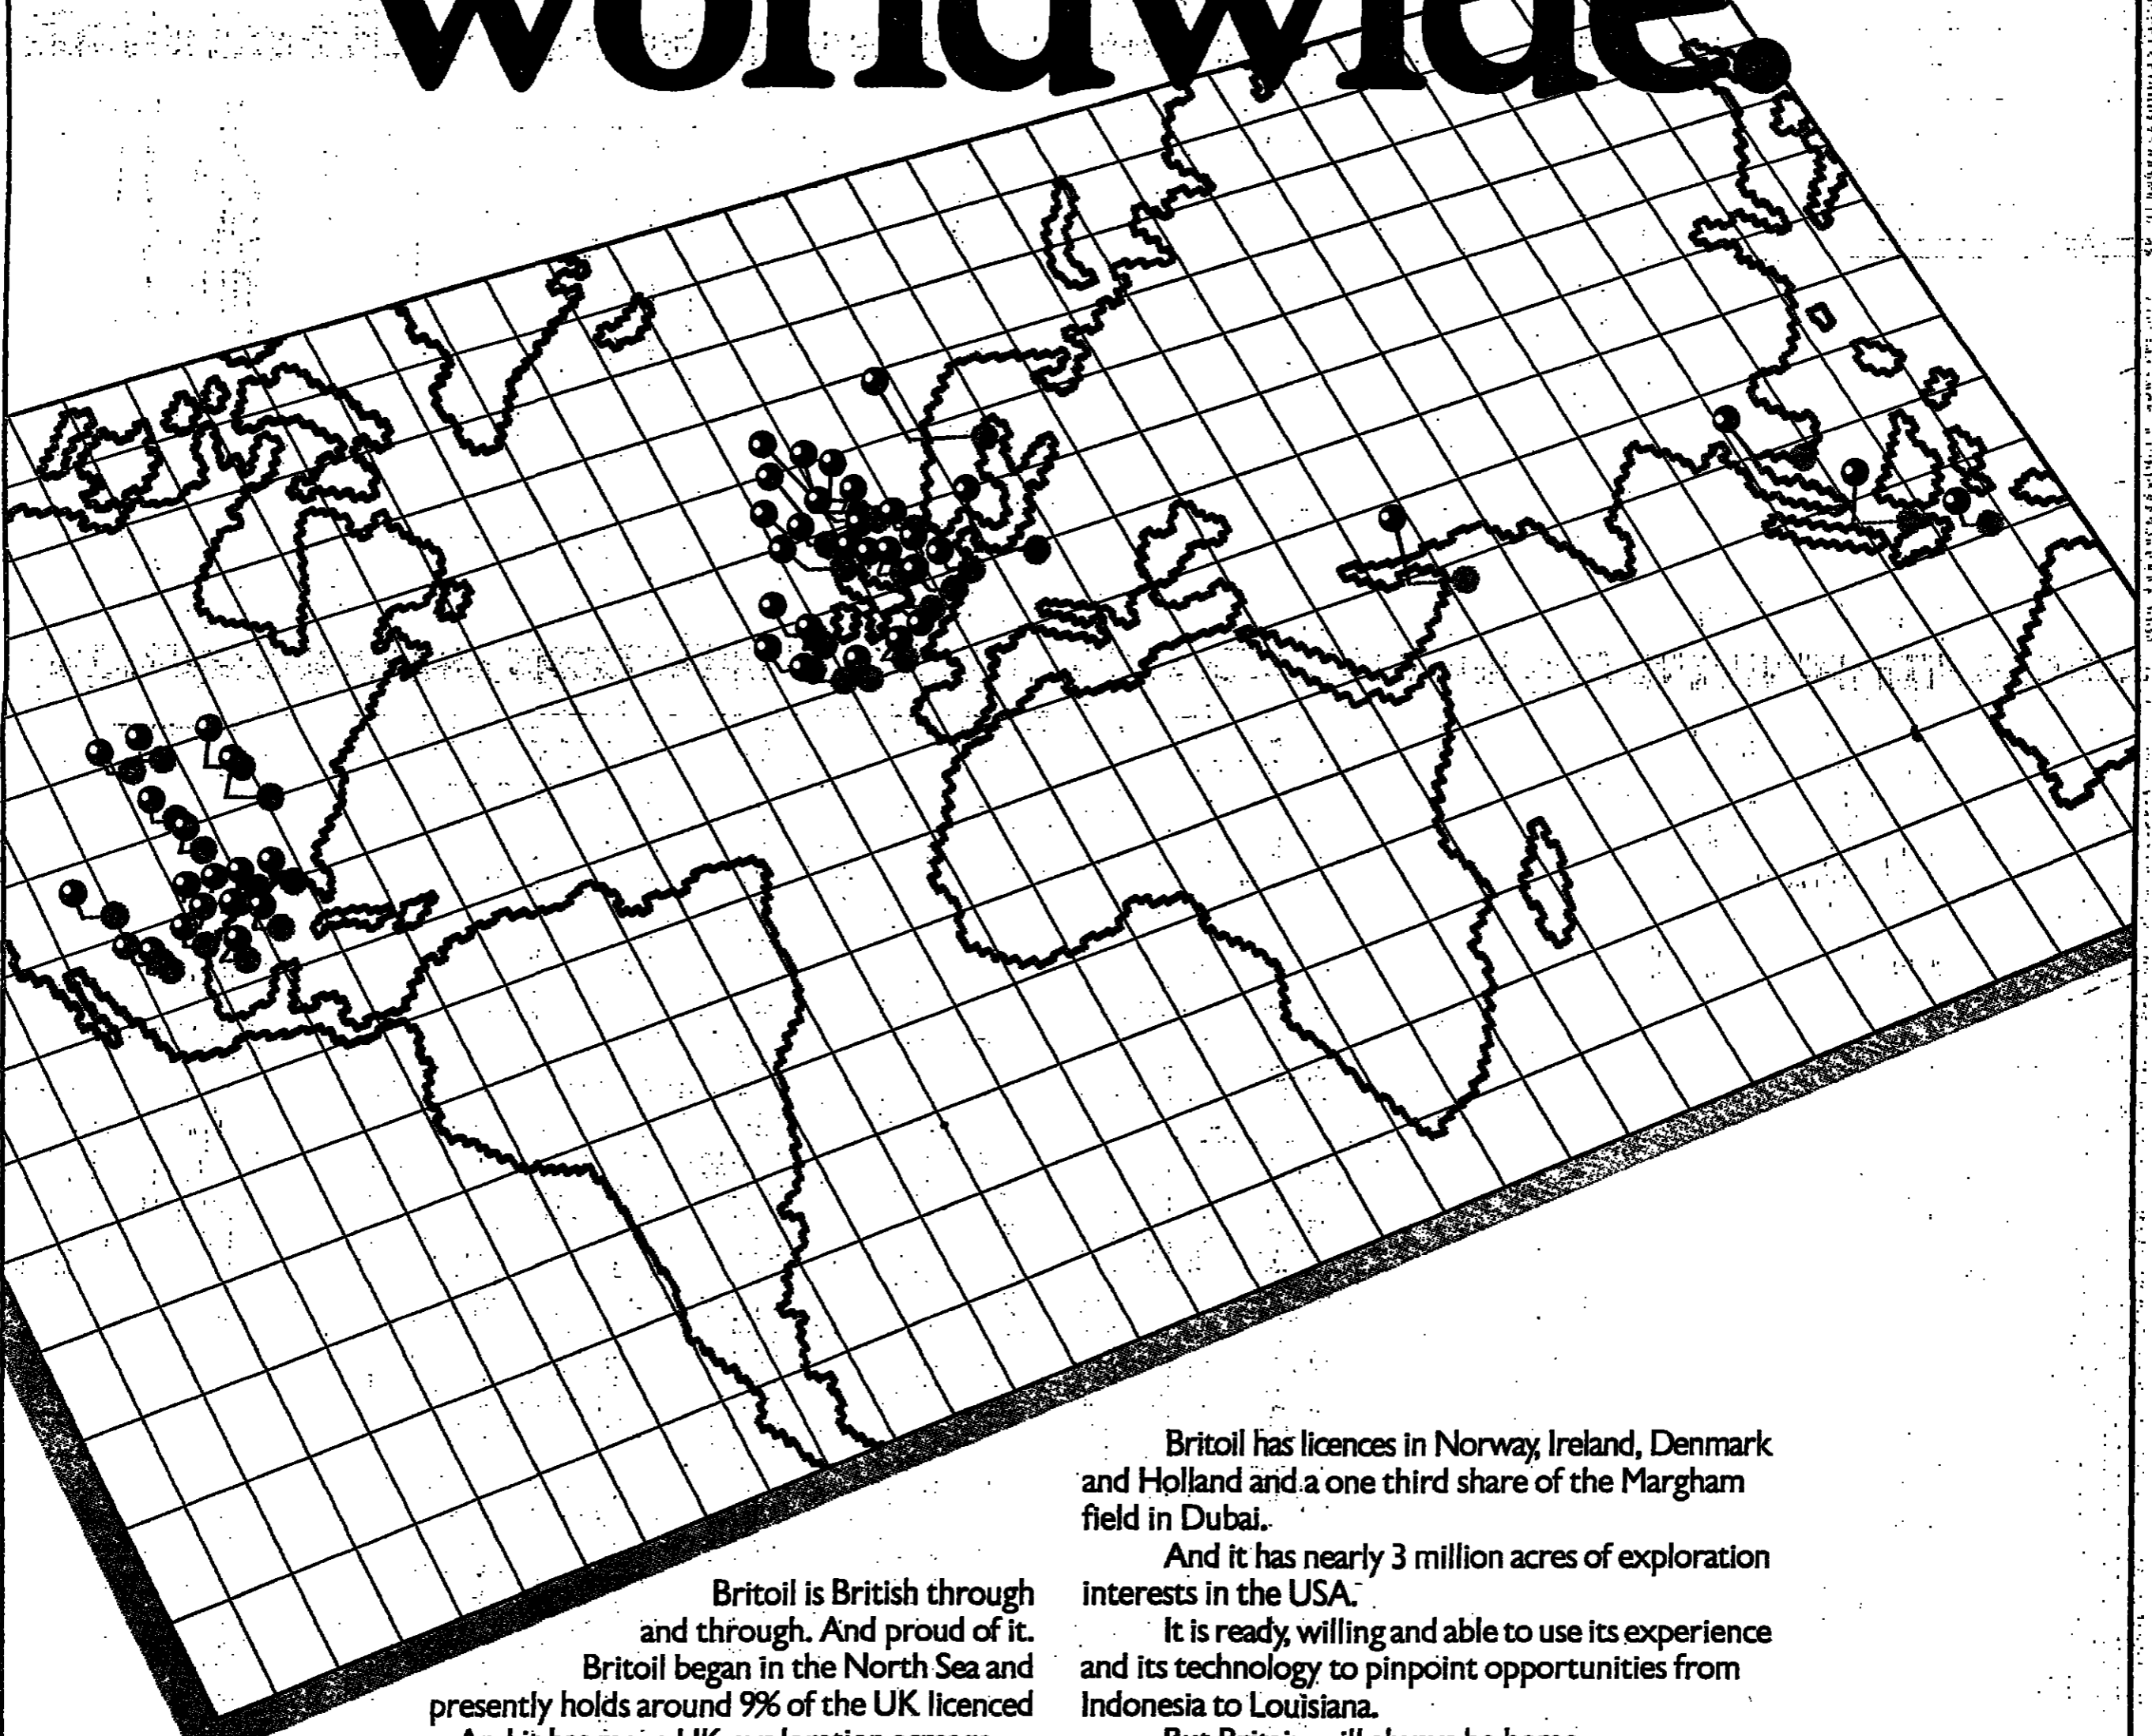 worldwide.
Britoil is British through
and through. And proud of it.
Britoil began in the North Sea and
presently holds around 9% of the UK licenced
Britoil has licences in Norway, Ireland, Denmark
and Holland and a one third share of the Margham
field in Dubai.
And it has nearly 3 million acres of exploration
interests in the USA.
It is ready, willing and able to use its experience
and its technology to pinpoint opportunities from
Indonesia to Louisiana.